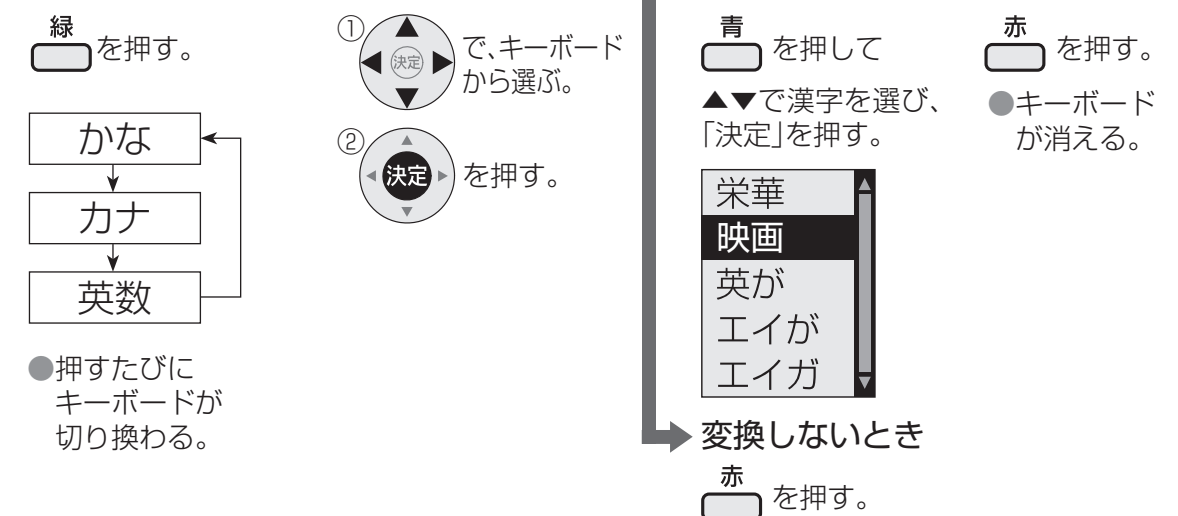 緑
を押す。
かな
カナ
英数
●押すたびに
キーボードが
切り換わる。
①
決定
で、キーボード
から選ぶ。
②
決定
を押す。
青
を押して
▲▼で漢字を選び、
「決定」を押す。
栄華
映画
英が
エイが
エイガ
変換しないとき
赤
を押す。
赤
を押す。
●キーボード
が消える。